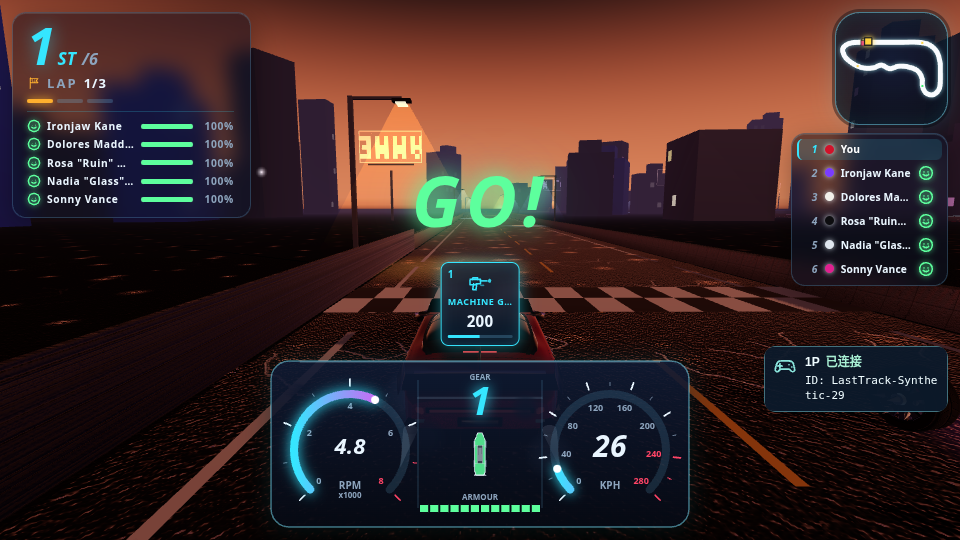 1 ST /6
LAP 1/3
Ironjaw Kane 100%
Dolores Madd... 100%
Rosa "Ruin" ... 100%
Nadia "Glass"... 100%
Sonny Vance 100%
GO!
1 You
2 Ironjaw Kane
3 Dolores Ma...
4 Rosa "Ruin...
5 Nadia "Glas...
6 Sonny Vance
1
MACHINE G...
200
1P 已连接
ID: LastTrack-Synthe
tic-29
0 2 4 6 8
4.8
RPM
x1000
GEAR
1
ARMOUR
0 40 80 120 160 200 240 280
26
KPH